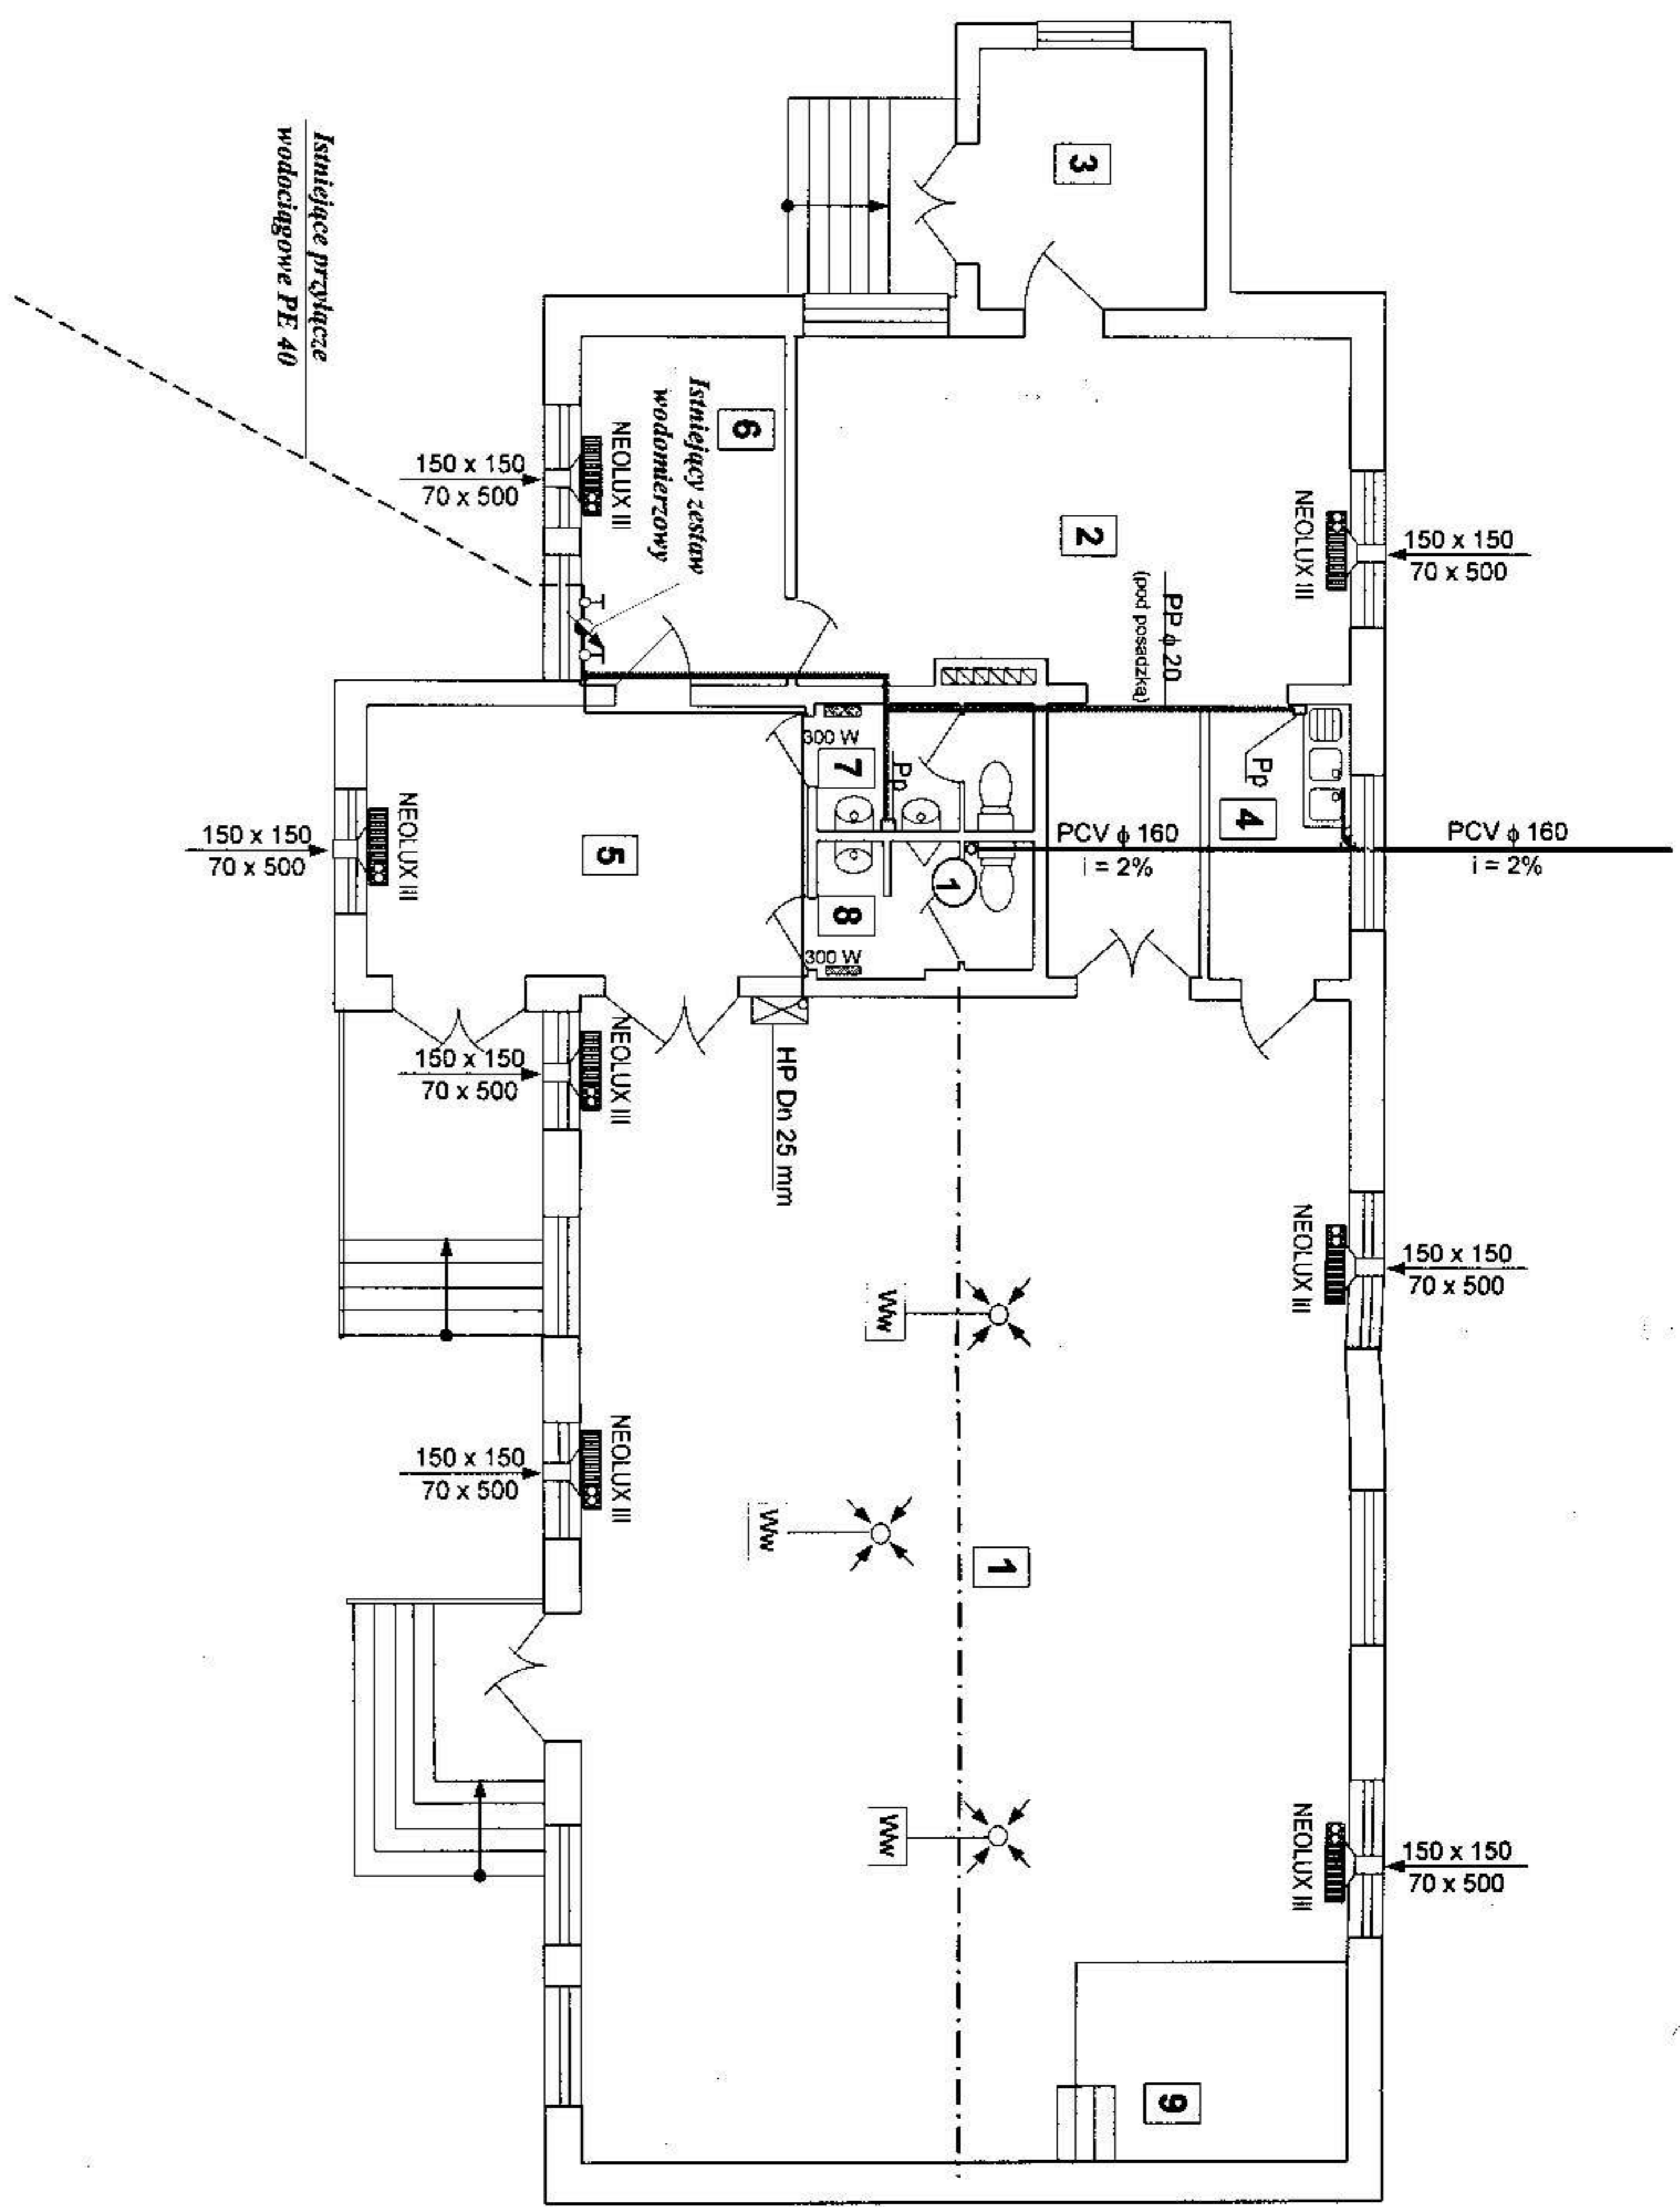 3
Istniejące przyłącze
wodociągowe PE 40
6
Istniejący zestaw
wodomierzowy
NEOLUX III
150 x 150
70 x 500
2
NEOLUX III
150 x 150
70 x 500
PP ϕ 20
(pod posadzką)
300 W
7
Pp
Pp
4
PCV ϕ 160
i = 2%
PCV ϕ 160
i = 2%
NEOLUX III
150 x 150
70 x 500
5
1
8
300 W
HP Dn 25 mm
NEOLUX III
150 x 150
70 x 500
NEOLUX III
150 x 150
70 x 500
Ww
NEOLUX III
150 x 150
70 x 500
Ww
1
Ww
NEOLUX III
150 x 150
70 x 500
9